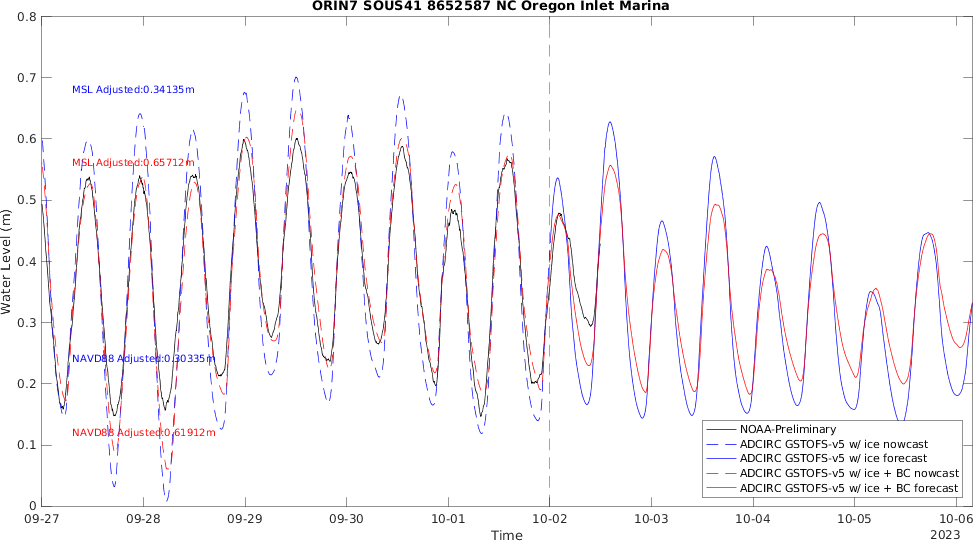 ORIN7 SOUS41 8652587 NC Oregon Inlet Marina
0.8
0.7
0.6
0.5
0.4
0.3
0.2
0.1
0
Water Level (m)
MSL Adjusted:0.34135m
MSL Adjusted:0.65712m
NAVD88 Adjusted:0.30335m
NAVD88 Adjusted:0.61912m
NOAA-Preliminary
ADCIRC GSTOFS-v5 w/ ice nowcast
ADCIRC GSTOFS-v5 w/ ice forecast
ADCIRC GSTOFS-v5 w/ ice + BC nowcast
ADCIRC GSTOFS-v5 w/ ice + BC forecast
09-27 09-28 09-29 09-30 10-01 10-02 10-03 10-04 10-05 10-06
Time
2023